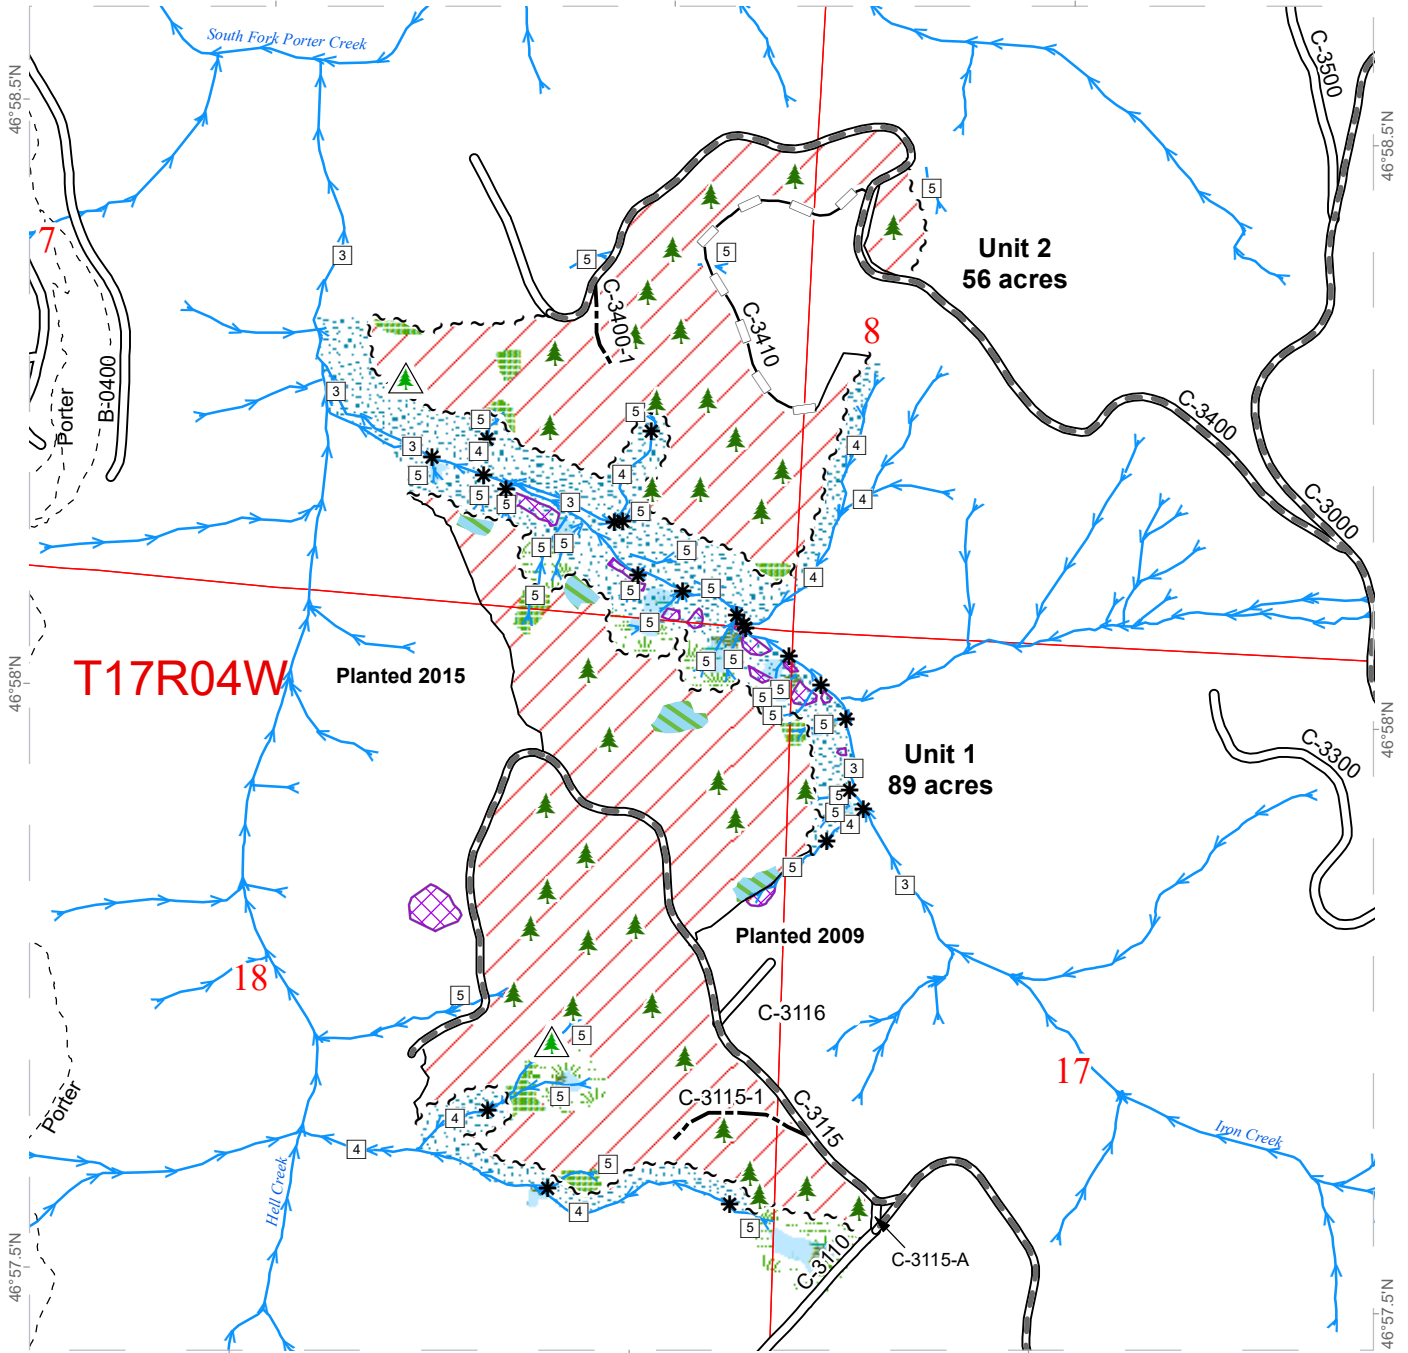 South Fork Porter Creek
C-3500
46°58.5'N
46°58.5'N
5
7
3
5
5
Unit 2
56 acres
C-3400-1
C-3410
8
B-0400
Porter
3
C-3400
5
5
3
4
4
5
4
5
5
3
5
4
C-3000
5
5
5
4
5
5
5
5
T17R04W
Planted 2015
46°58'N
46°58'N
5
5
5
5
5
5
Unit 1
89 acres
C-3300
3
5
5
4
5
3
Planted 2009
18
5
C-3116
5
17
Porter
5
C-3115-1
C-3115
4
4
Iron Creek
5
Hell Creek
4
5
C-3110
C-3115-A
46°57.5'N
46°57.5'N